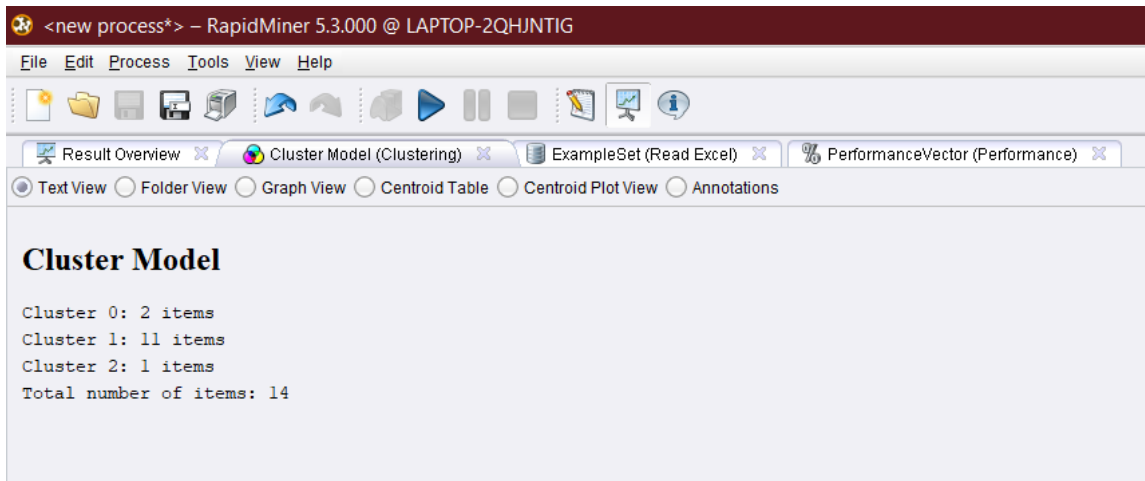 <new process*> – RapidMiner 5.3.000 @ LAPTOP-2QHJNTIG
File Edit Process Tools View Help
Result Overview Cluster Model (Clustering) ExampleSet (Read Excel) PerformanceVector (Performance)
Text View Folder View Graph View Centroid Table Centroid Plot View Annotations
Cluster Model
Cluster 0: 2 items
Cluster 1: 11 items
Cluster 2: 1 items
Total number of items: 14